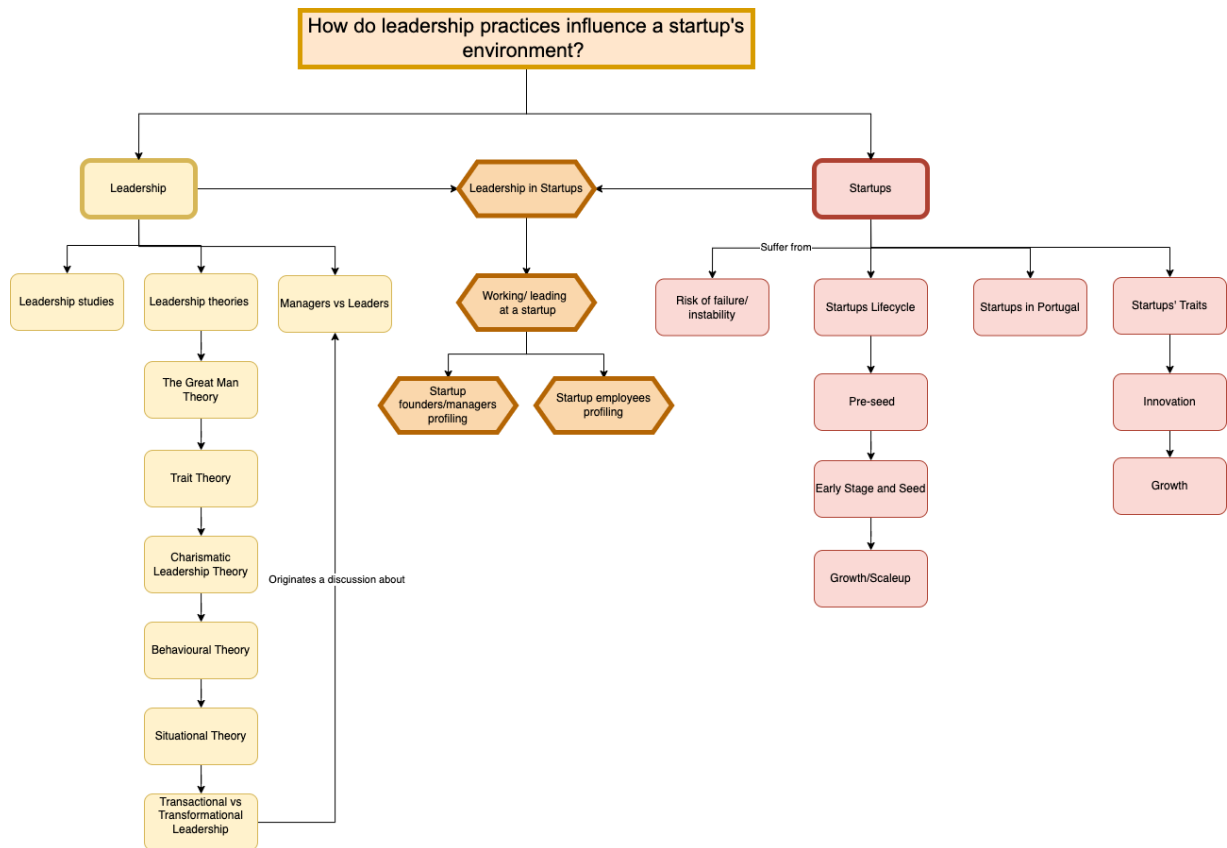 How do leadership practices influence a startup's
environment?
Leadership
Leadership in Startups
Startups
Suffer from
Leadership studies
Leadership theories
Managers vs Leaders
Working/ leading
at a startup
Risk of failure/
instability
Startups Lifecycle
Startups in Portugal
Startups' Traits
The Great Man
Theory
Startup
founders/managers
profiling
Startup employees
profiling
Pre-seed
Innovation
Trait Theory
Early Stage and Seed
Growth
Charismatic
Leadership Theory
Originates a discussion about
Growth/Scaleup
Behavioural Theory
Situational Theory
Transactional vs
Transformational
Leadership